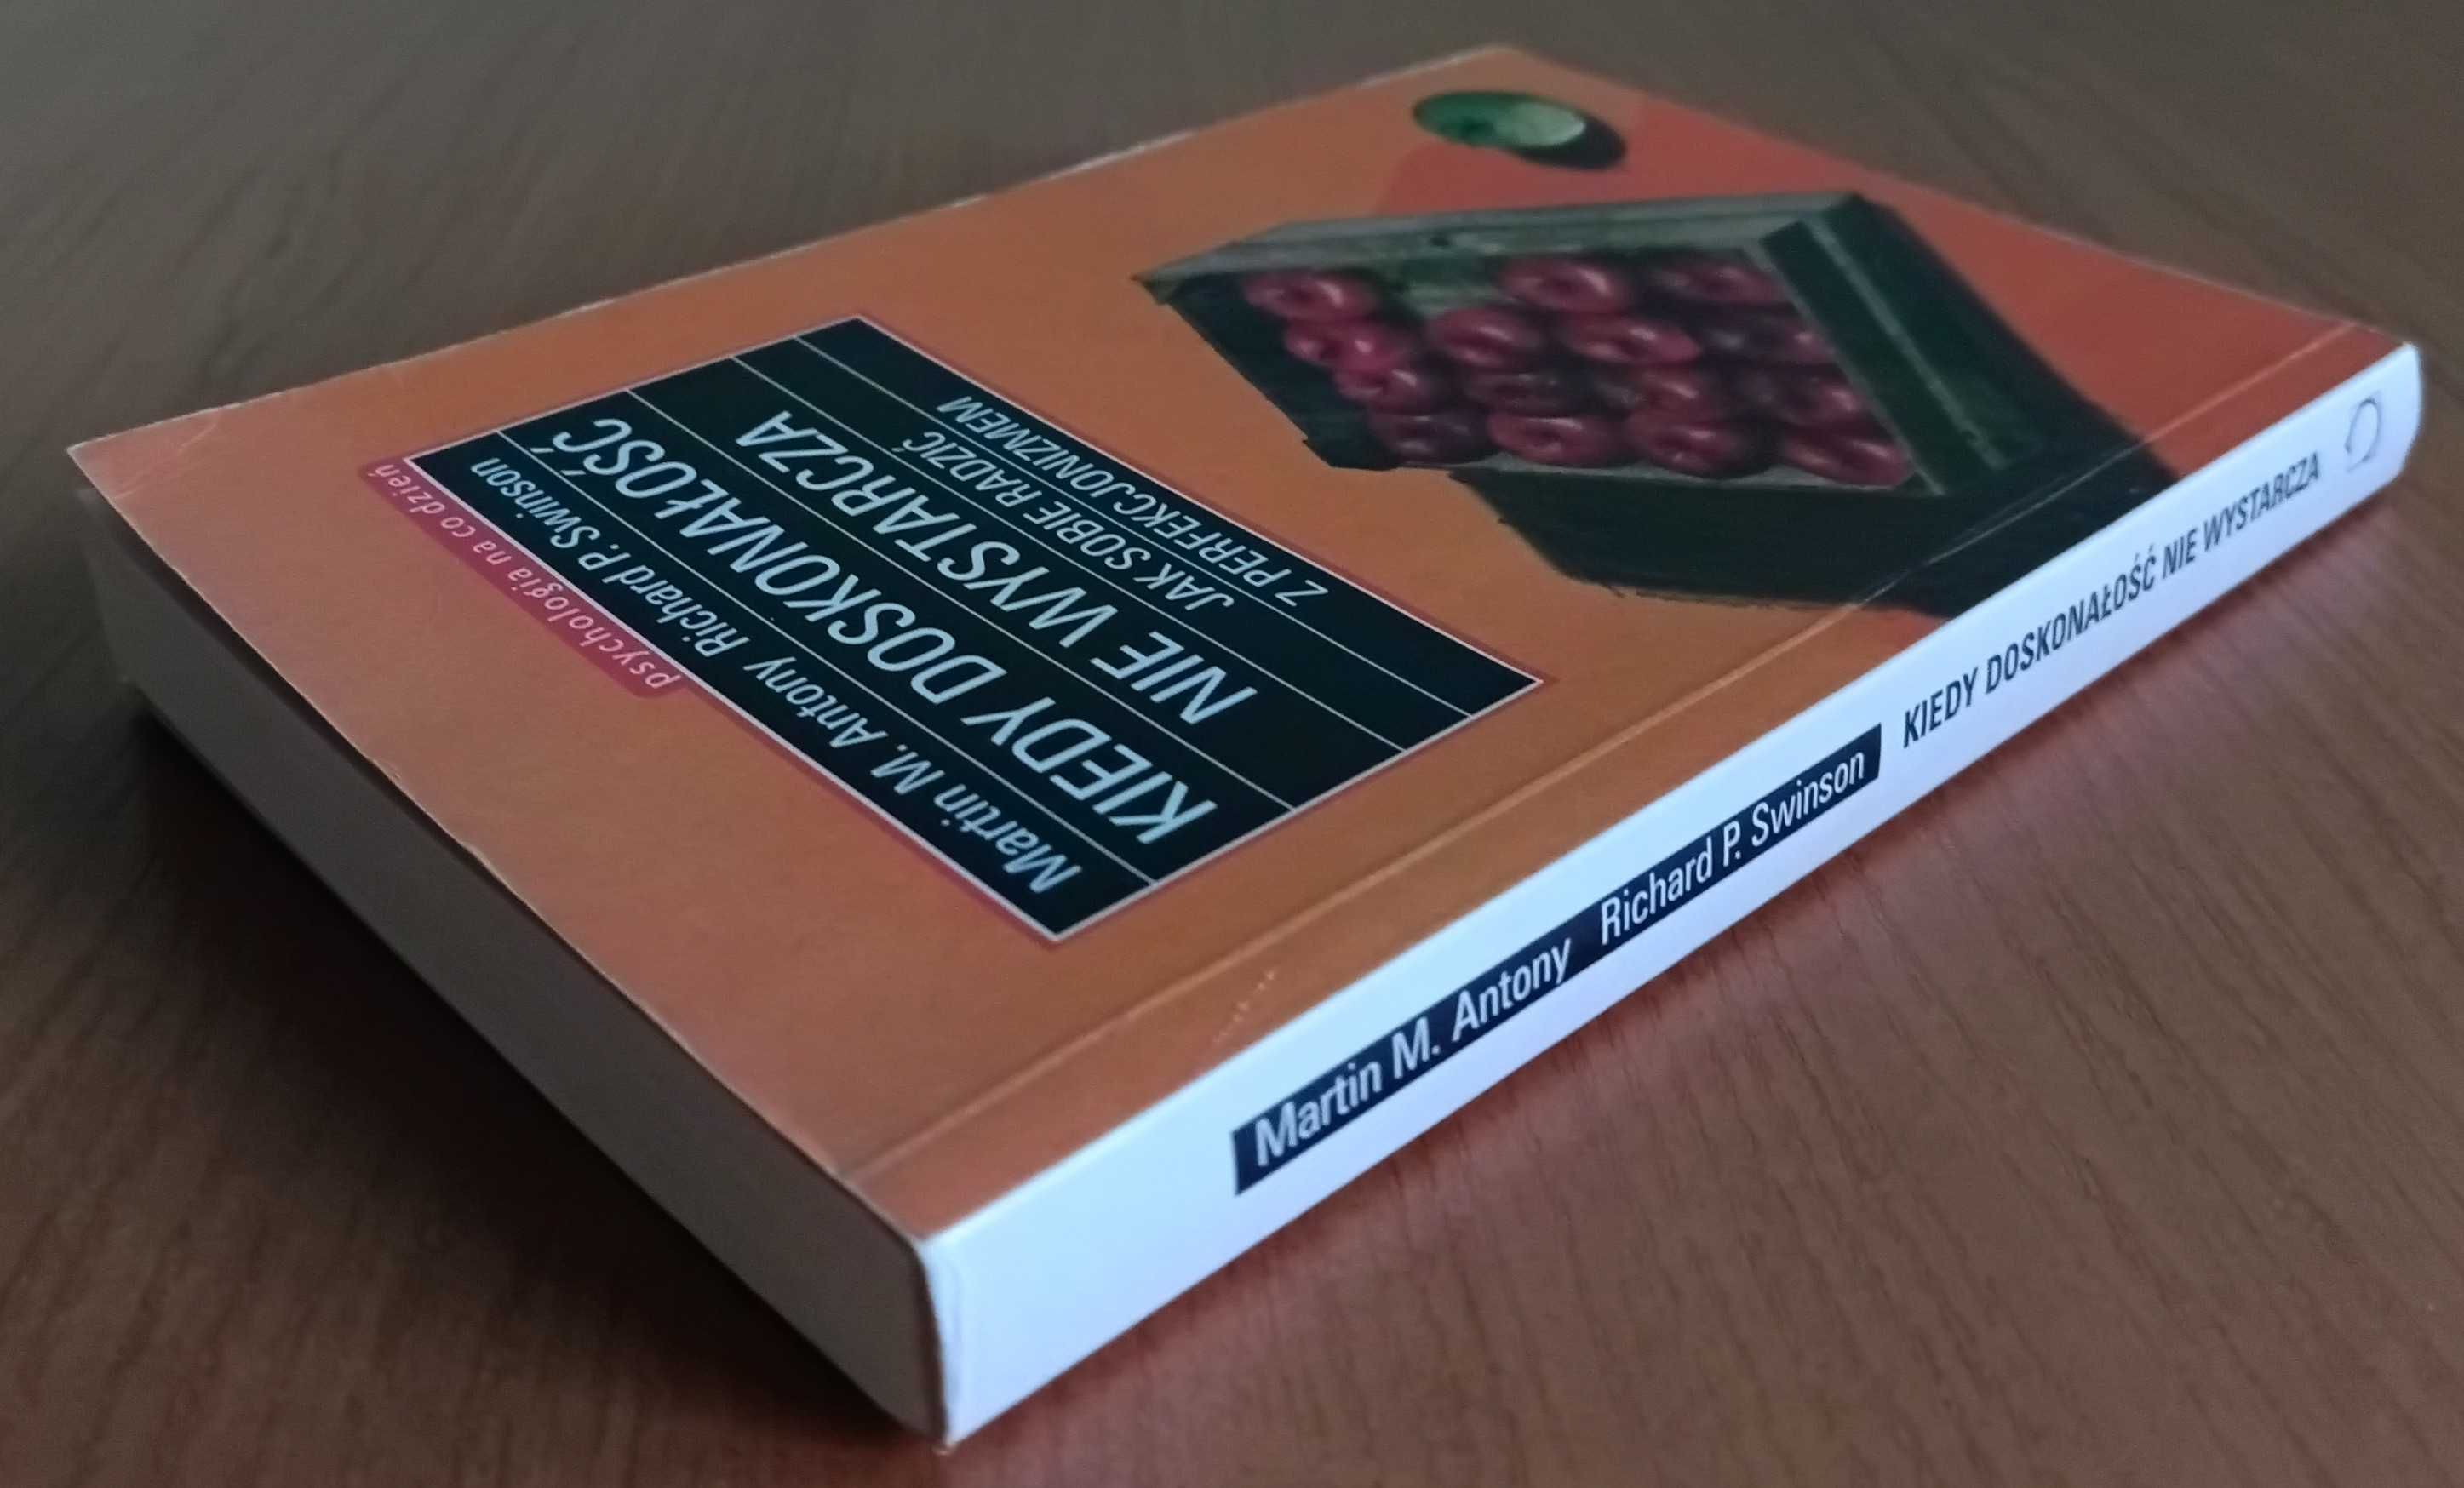 psychologia na co dzień
Martin M. Antony Richard P. Swinson
KIEDY DOSKONAŁOŚĆ
NIE WYSTARCZA
JAK SOBIE RADZIĆ
Z PERFEKCJONIZMEM
Martin M. Antony Richard P. Swinson KIEDY DOSKONAŁOŚĆ NIE WYSTARCZA